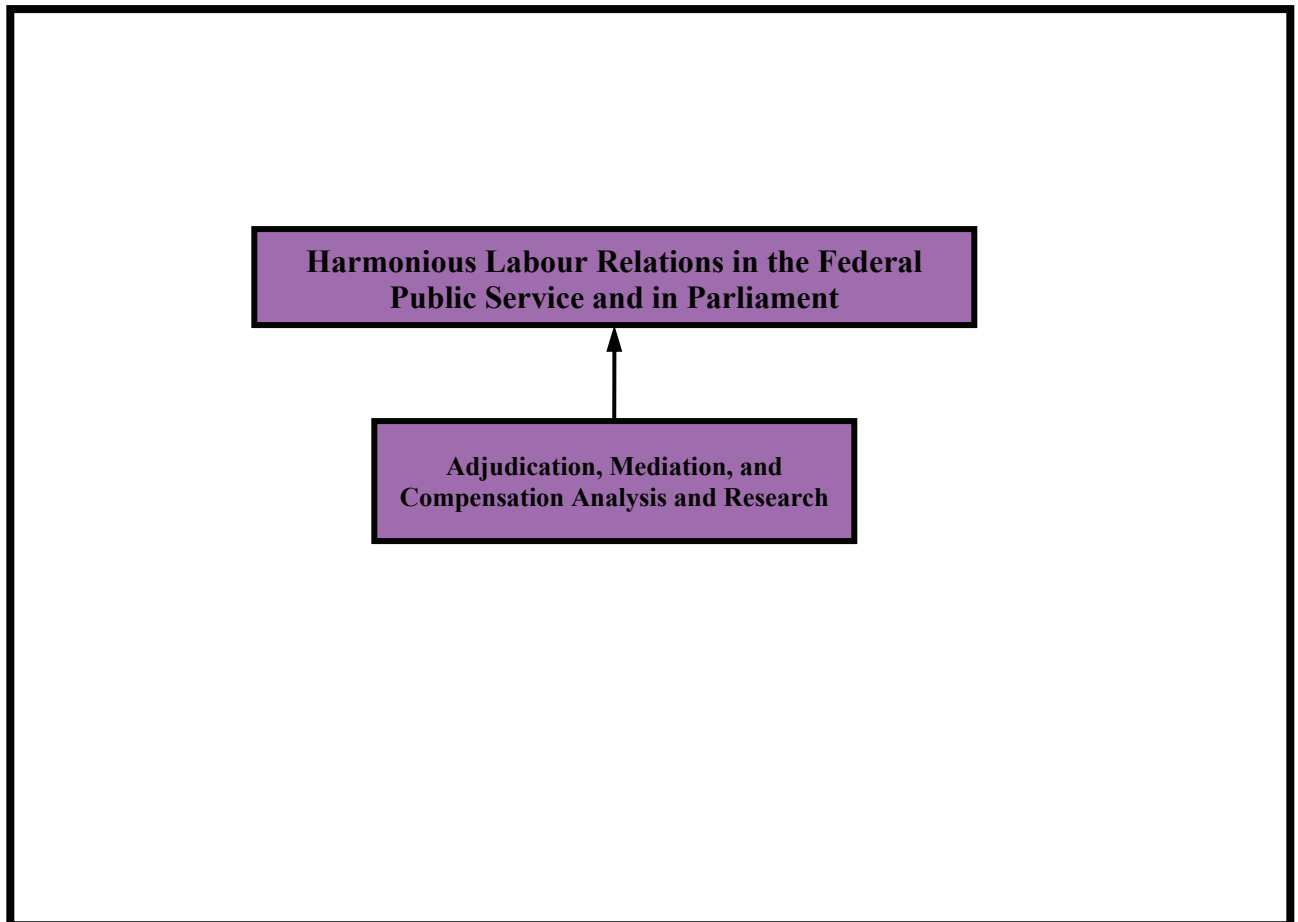 Harmonious Labour Relations in the Federal
Public Service and in Parliament
Adjudication, Mediation, and
Compensation Analysis and Research